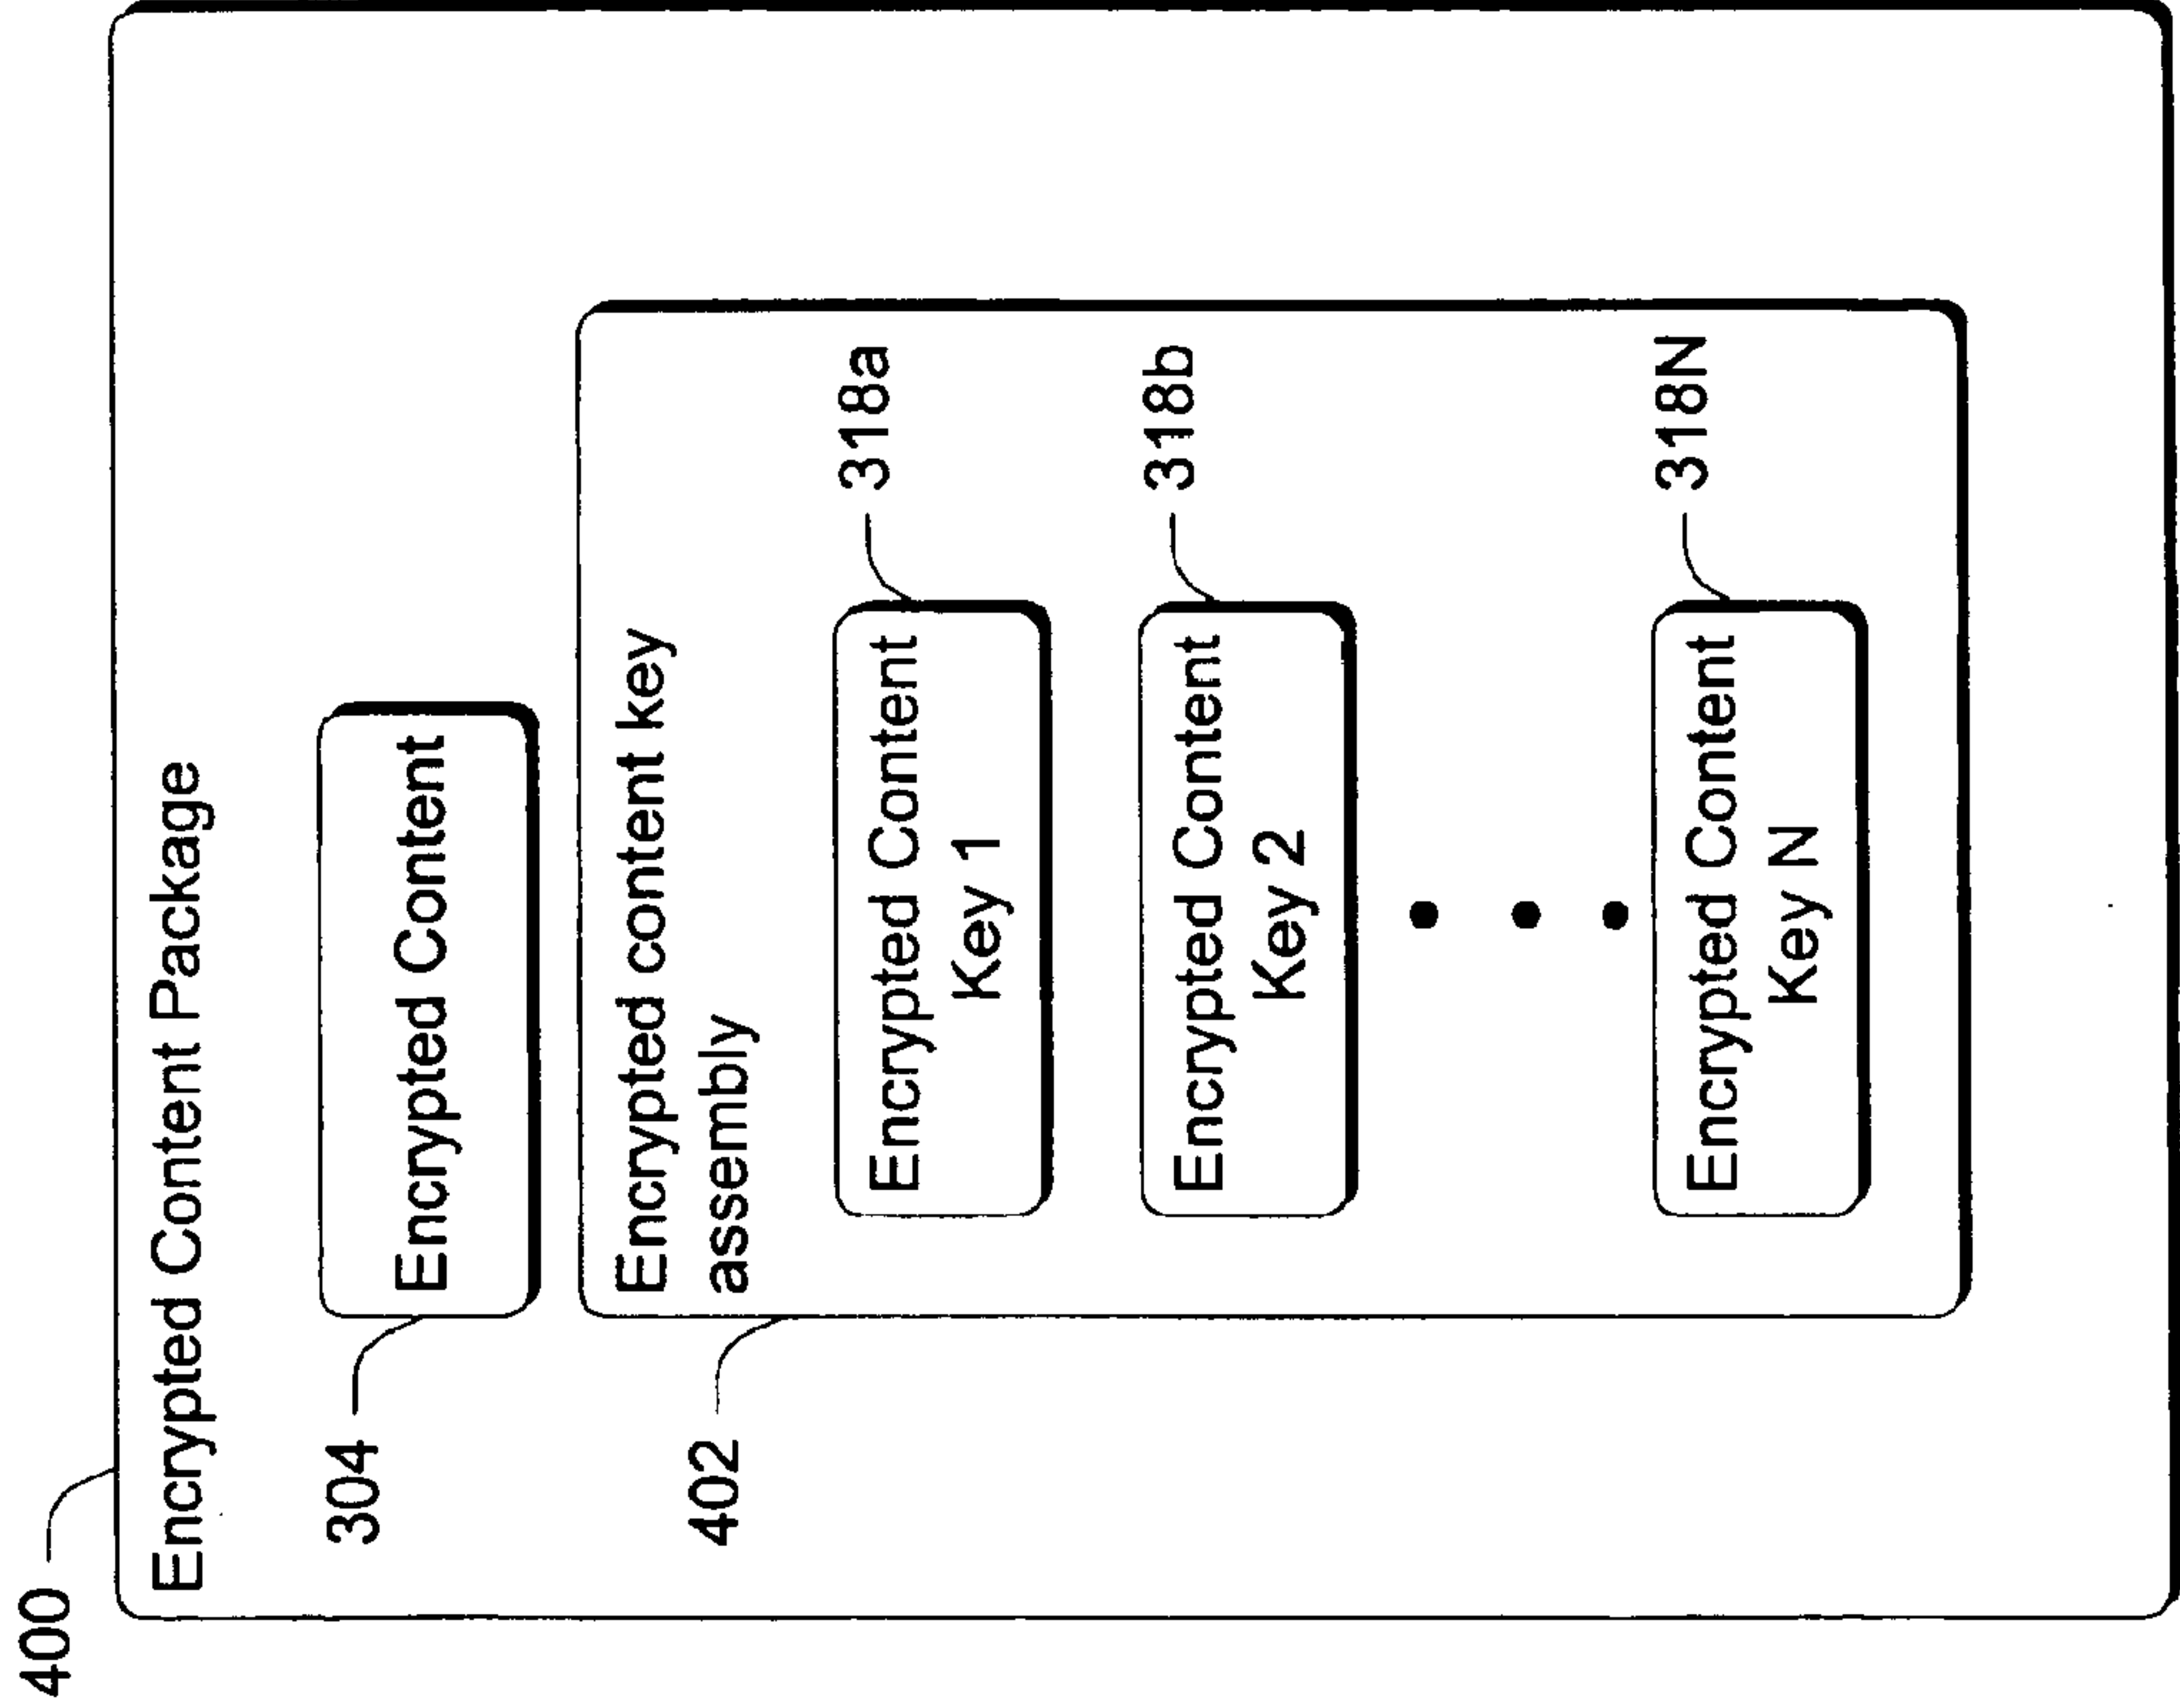 400
Encrypted Content Package
304
Encrypted Content
402
Encrypted content key
assembly
Encrypted Content
Key 1
318a
Encrypted Content
Key 2
318b
Encrypted Content
Key N
318N